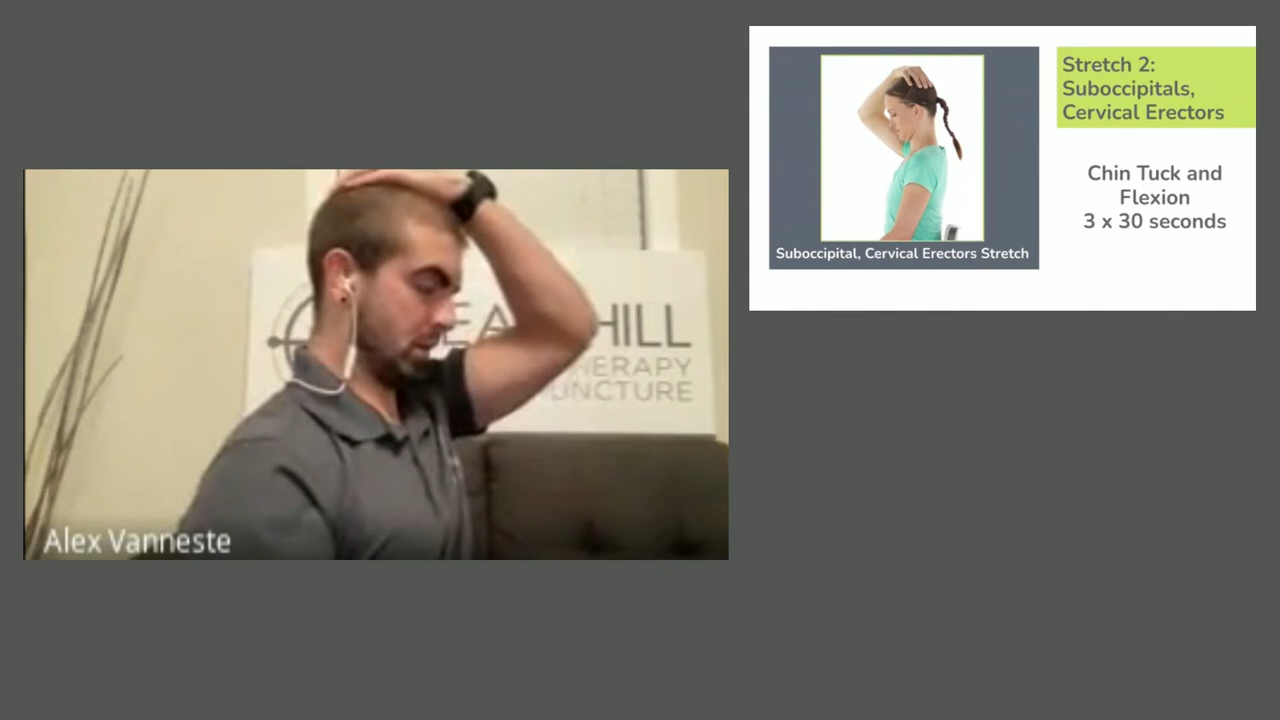 HILL
UNCTURE
Alex Vanneste
Stretch 2:
Suboccipitals,
Cervical Erectors
Chin Tuck and
Flexion
3 x 30 seconds
Suboccipital, Cervical Erectors Stretch